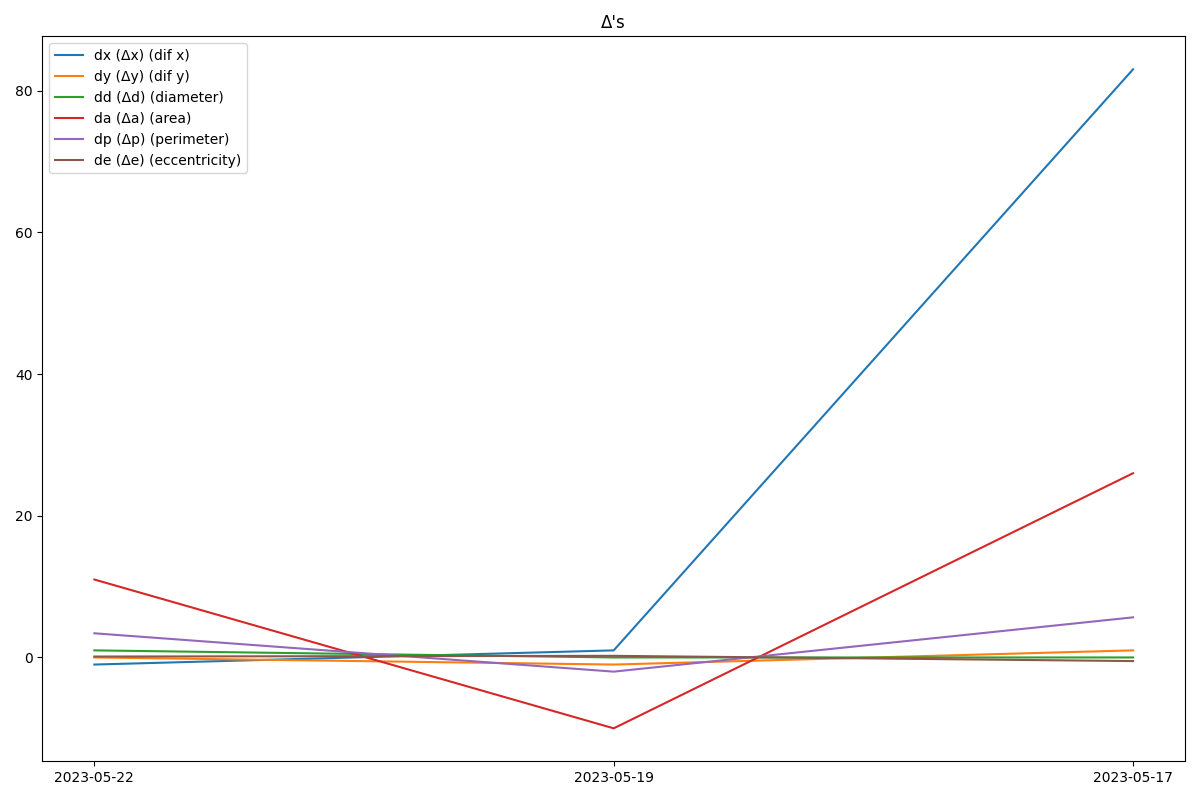 Δ's
dx (Δx) (dif x)
dy (Δy) (dif y)
dd (Δd) (diameter)
da (Δa) (area)
dp (Δp) (perimeter)
de (Δe) (eccentricity)
80
60
40
20
0
2023-05-22 2023-05-19 2023-05-17